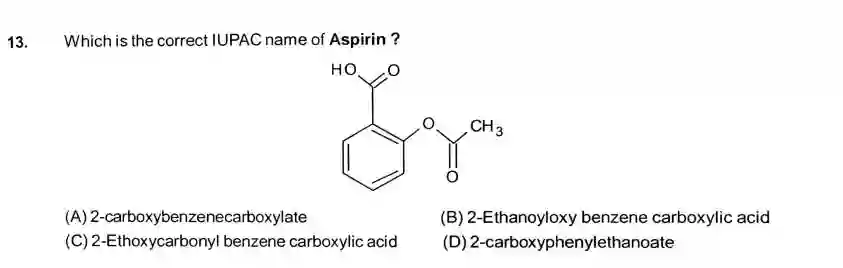 13. Which is the correct IUPAC name of Aspirin ?
HO O
O CH3
O
(A) 2-carboxybenzenecarboxylate (B) 2-Ethanoyloxy benzene carboxylic acid
(C) 2-Ethoxycarbonyl benzene carboxylic acid (D) 2-carboxyphenylethanoate